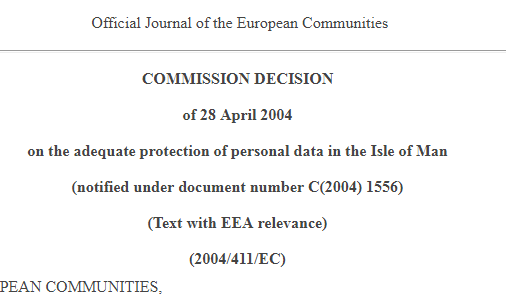 Official Journal of the European Communities
COMMISSION DECISION
of 28 April 2004
on the adequate protection of personal data in the Isle of Man
(notified under document number C(2004) 1556)
(Text with EEA relevance)
(2004/411/EC)
PEAN COMMUNITIES,